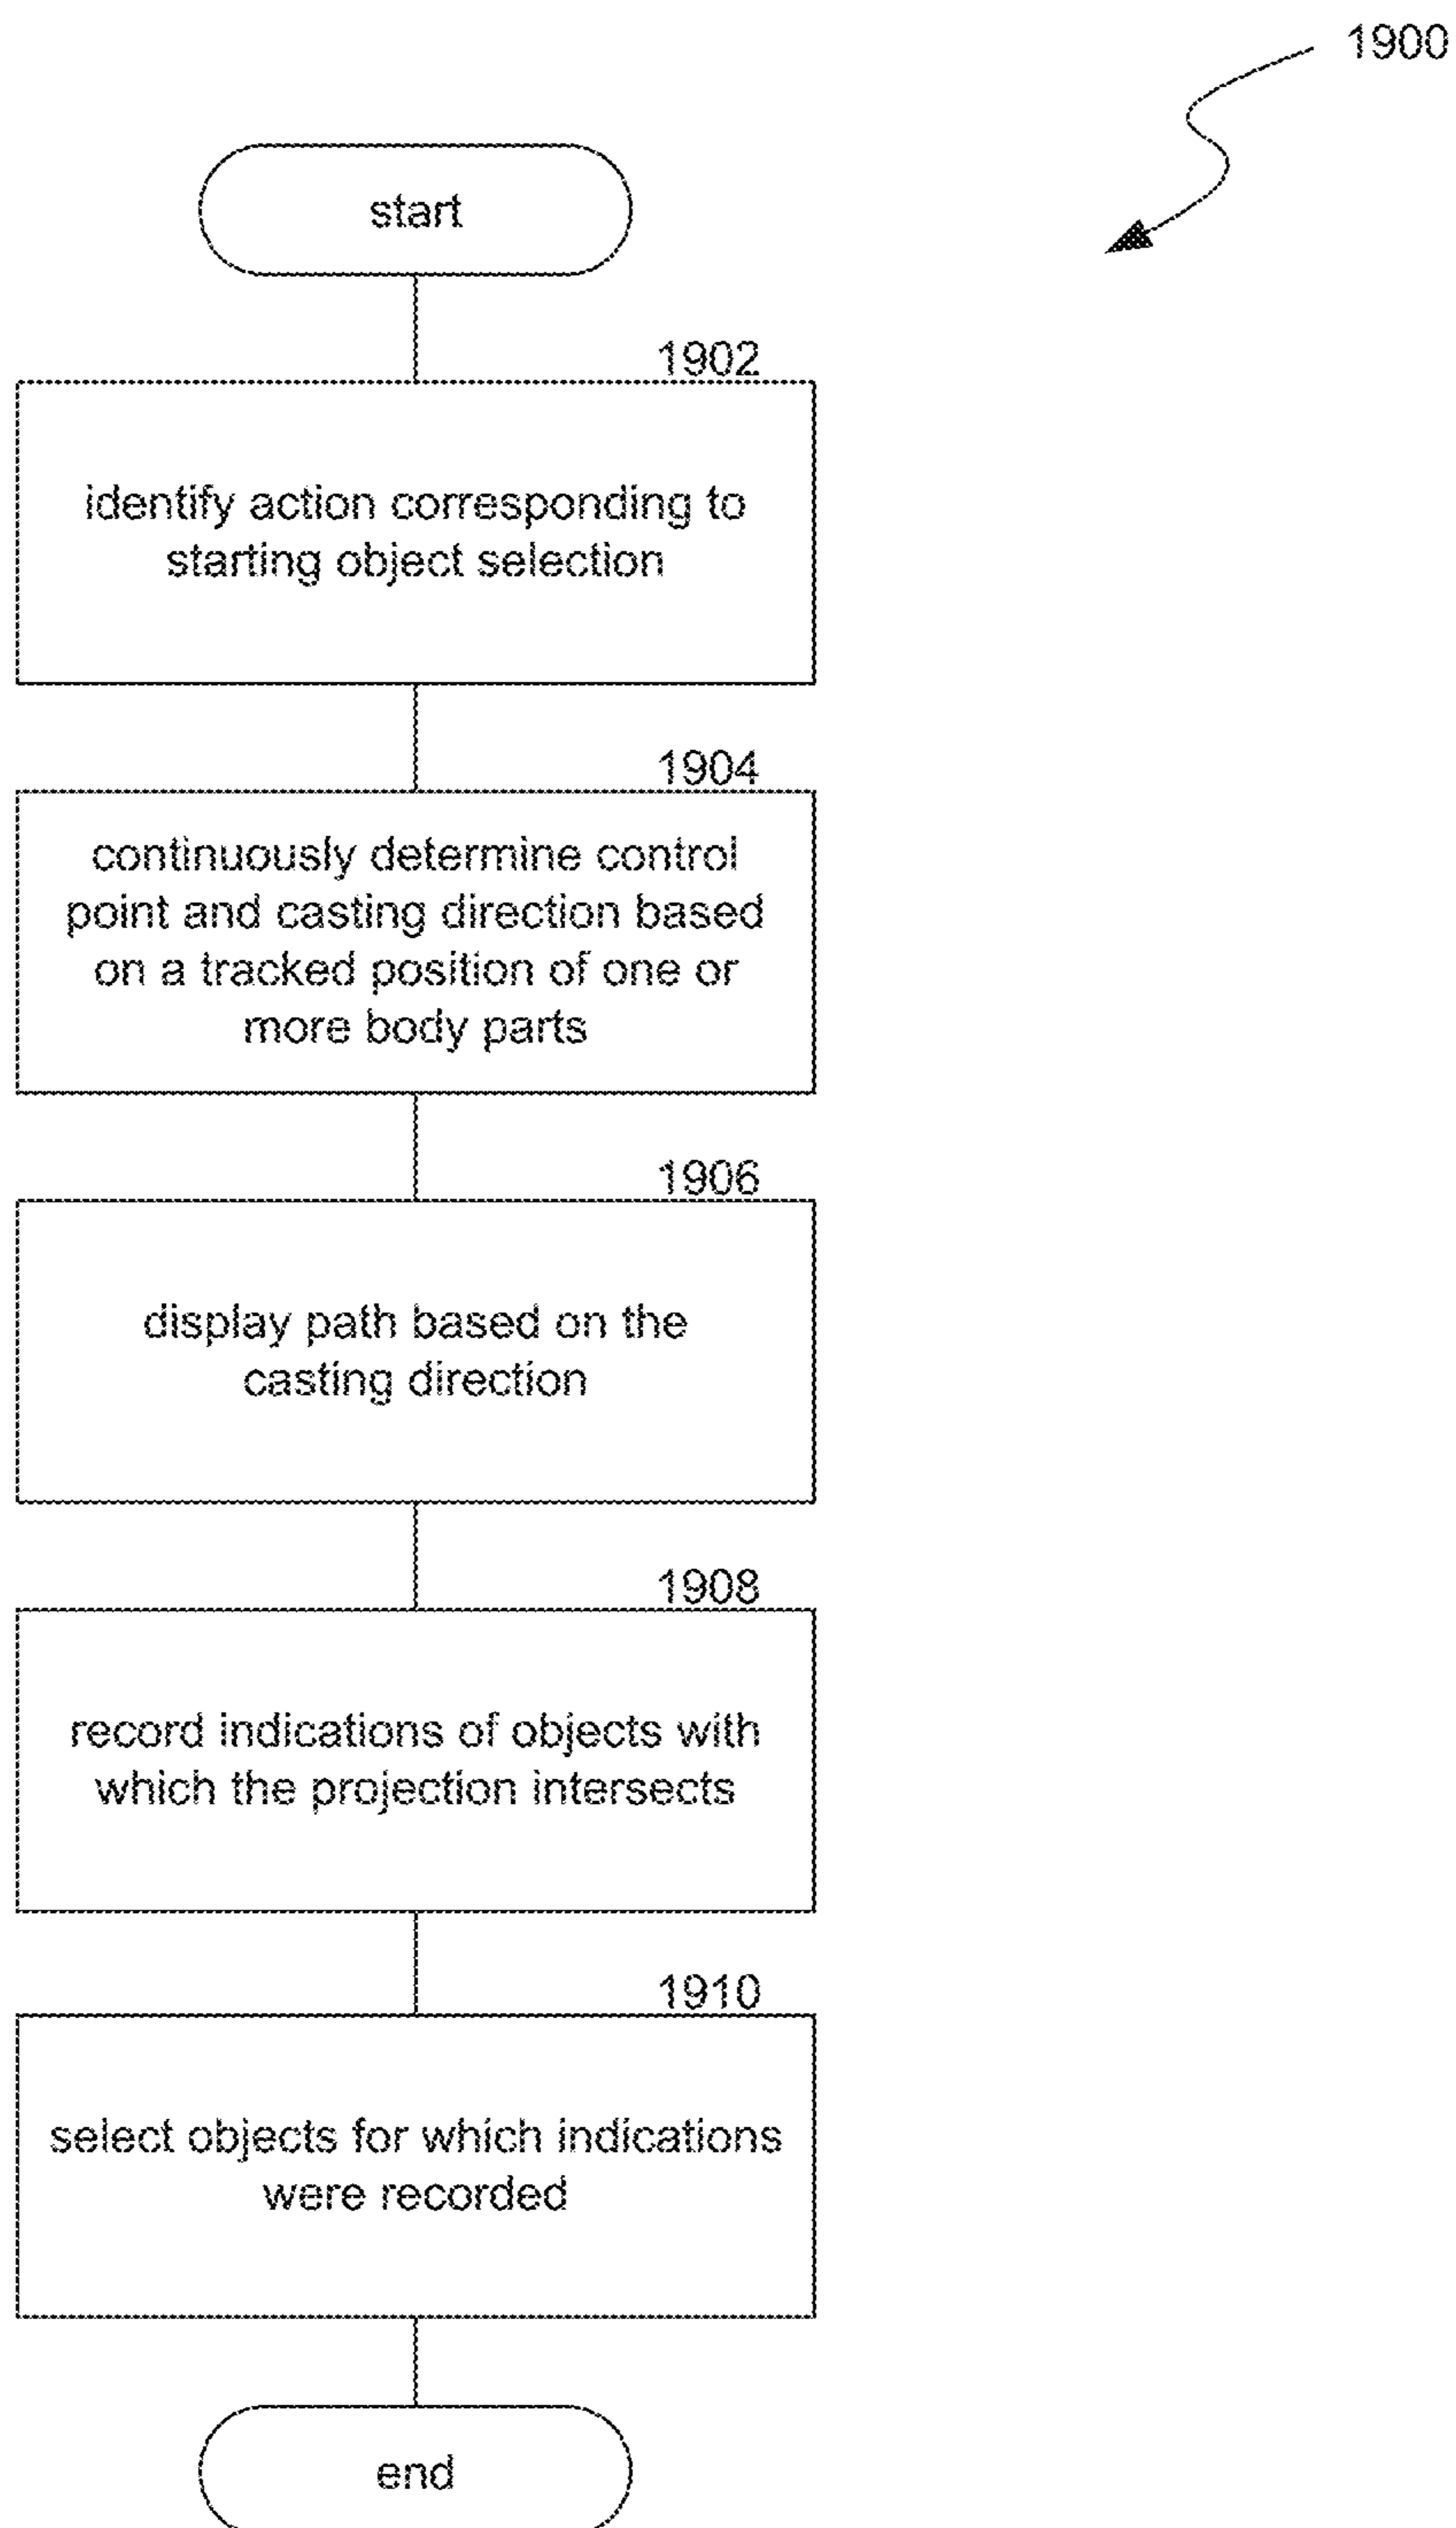 1900
start
1902
identify action corresponding to
starting object selection
1904
continuously determine control
point and casting direction based
on a tracked position of one or
more body parts
1906
display path based on the
casting direction
1908
record indications of objects with
which the projection intersects
1910
select objects for which indications
were recorded
end